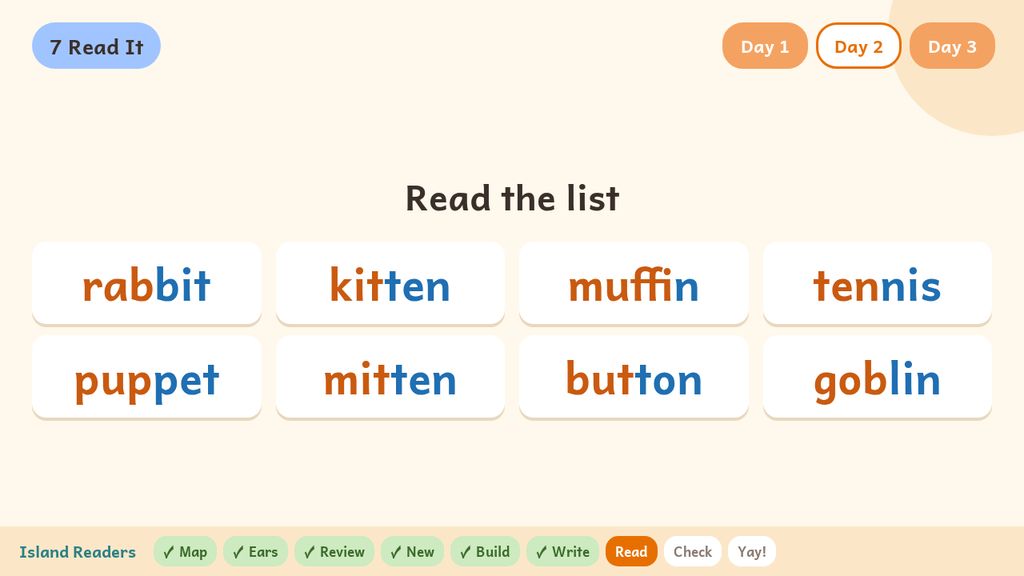 7 Read It
Day 1 Day 2 Day 3
Read the list
rabbit kitten muffin tennis
puppet mitten button goblin
Island Readers ✓ Map ✓ Ears ✓ Review ✓ New ✓ Build ✓ Write Read Check Yay!